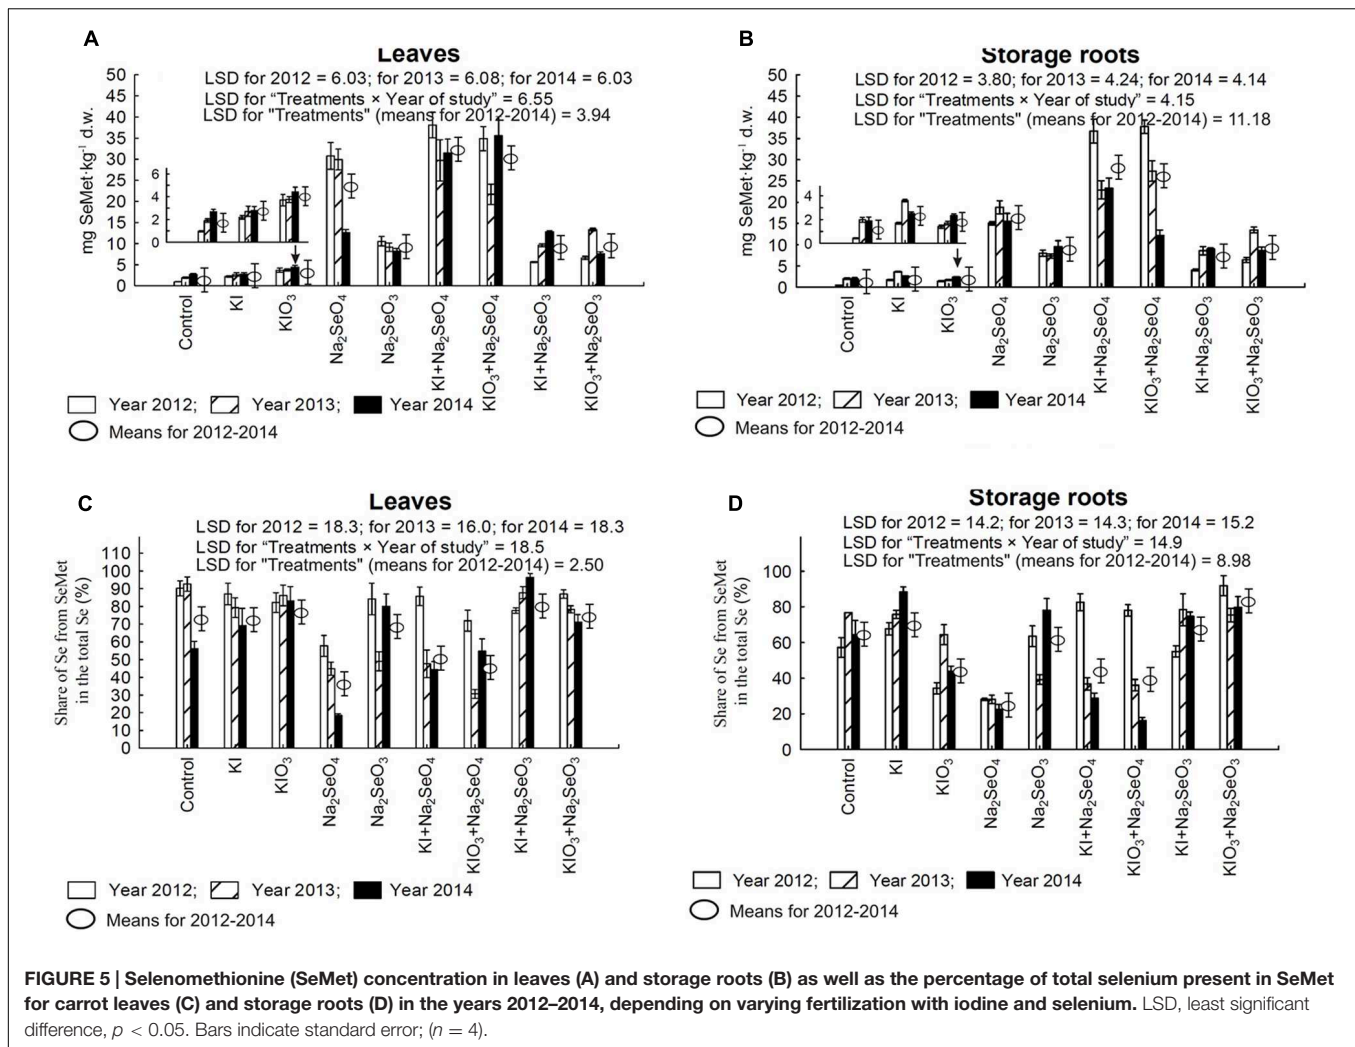 A
Leaves
LSD for 2012 = 6.03; for 2013 = 6.08; for 2014 = 6.03
LSD for “Treatments × Year of study” = 6.55
LSD for "Treatments" (means for 2012-2014) = 3.94
mg SeMet·kg⁻¹ d.w.
50
45
40
35
30
25
20
15
10
5
0
6
4
2
0
Control
KI
KIO₃
Na₂SeO₄
Na₂SeO₃
KI+Na₂SeO₄
KIO₃+Na₂SeO₄
KI+Na₂SeO₃
KIO₃+Na₂SeO₃
Year 2012; Year 2013; Year 2014
Means for 2012-2014
B
Storage roots
LSD for 2012 = 3.80; for 2013 = 4.24; for 2014 = 4.14
LSD for “Treatments × Year of study” = 4.15
LSD for "Treatments" (means for 2012-2014) = 11.18
mg SeMet·kg⁻¹ d.w.
50
45
40
35
30
25
20
15
10
5
0
4
2
0
Control
KI
KIO₃
Na₂SeO₄
Na₂SeO₃
KI+Na₂SeO₄
KIO₃+Na₂SeO₄
KI+Na₂SeO₃
KIO₃+Na₂SeO₃
Year 2012; Year 2013; Year 2014
Means for 2012-2014
C
Leaves
LSD for 2012 = 18.3; for 2013 = 16.0; for 2014 = 18.3
LSD for “Treatments × Year of study” = 18.5
LSD for "Treatments" (means for 2012-2014) = 2.50
Share of Se from SeMet
in the total Se (%)
110
100
90
80
70
60
50
40
30
20
10
0
Control
KI
KIO₃
Na₂SeO₄
Na₂SeO₃
KI+Na₂SeO₄
KIO₃+Na₂SeO₄
KI+Na₂SeO₃
KIO₃+Na₂SeO₃
Year 2012; Year 2013; Year 2014
Means for 2012-2014
D
Storage roots
LSD for 2012 = 14.2; for 2013 = 14.3; for 2014 = 15.2
LSD for “Treatments × Year of study” = 14.9
LSD for "Treatments" (means for 2012-2014) = 8.98
Share of Se from SeMet
in the total Se (%)
100
80
60
40
20
0
Control
KI
KIO₃
Na₂SeO₄
Na₂SeO₃
KI+Na₂SeO₄
KIO₃+Na₂SeO₄
KI+Na₂SeO₃
KIO₃+Na₂SeO₃
Year 2012; Year 2013; Year 2014
Means for 2012-2014
FIGURE 5 | Selenomethionine (SeMet) concentration in leaves (A) and storage roots (B) as well as the percentage of total selenium present in SeMet
for carrot leaves (C) and storage roots (D) in the years 2012–2014, depending on varying fertilization with iodine and selenium. LSD, least significant
difference, p < 0.05. Bars indicate standard error; (n = 4).